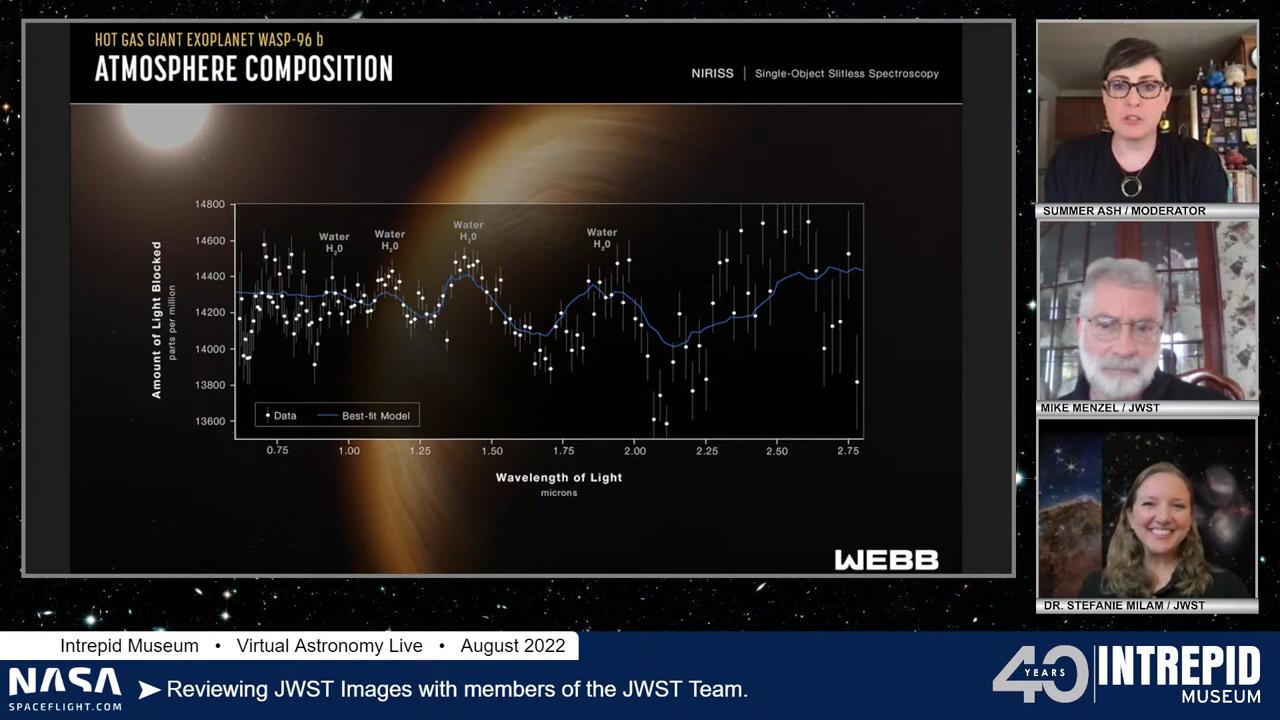 HOT GAS GIANT EXOPLANET WASP-96 b
ATMOSPHERE COMPOSITION
NIRISS | Single-Object Slitless Spectroscopy
Amount of Light Blocked
parts per million
14800
14600
14400
14200
14000
13800
13600
Water
H₂O
Water
H₂O
Water
H₂O
Water
H₂O
Data
Best-fit Model
0.75 1.00 1.25 1.50 1.75 2.00 2.25 2.50 2.75
Wavelength of Light
microns
WEBB
SUMMER ASH / MODERATOR
MIKE MENZEL / JWST
DR. STEFANIE MILAM / JWST
Intrepid Museum • Virtual Astronomy Live • August 2022
NASA
SPACEFLIGHT.COM
Reviewing JWST Images with members of the JWST Team.
40
YEARS
INTREPID
MUSEUM